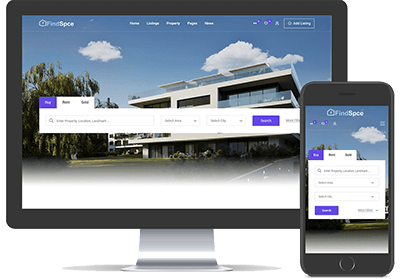 FindSpce
Home Listings Property Pages News
Add Listing
Buy Rent Sold
Enter Property Location, Landmark ...
Select Area
Select City
Search
FindSpce
Buy Rent Sold
Enter Property Location, Landmark ...
Select Area
Select City
Search